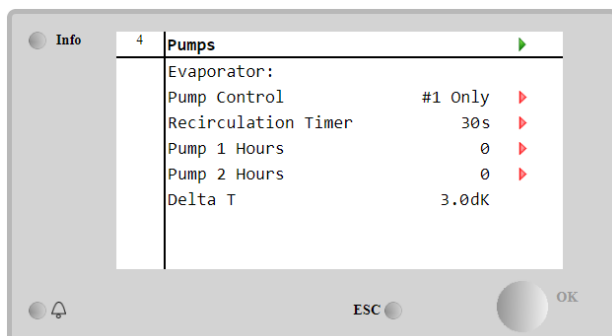 Info
4 Pumps
Evaporator:
Pump Control #1 Only
Recirculation Timer 30s
Pump 1 Hours 0
Pump 2 Hours 0
Delta T 3.0dK
ESC OK